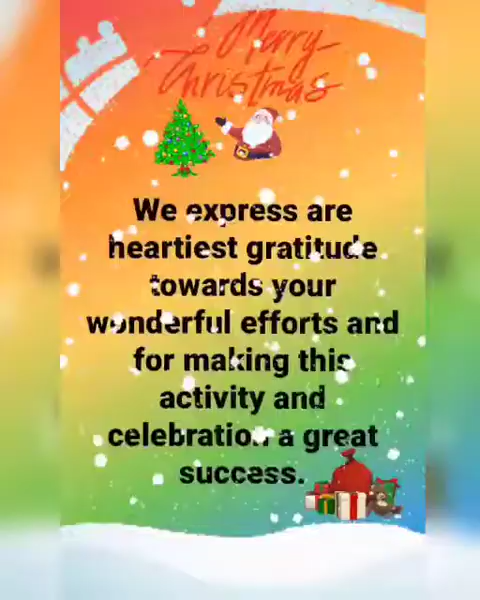 Merry
Christmas
We express are
heartiest gratitude
towards your
wonderful efforts and
for making this
activity and
celebration a great
success.